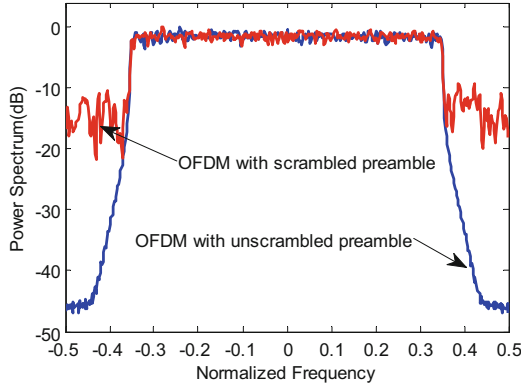 0
-10
-20
-30
-40
-50
Power Spectrum(dB)
OFDM with scrambled preamble
OFDM with unscrambled preamble
-0.5 -0.4 -0.3 -0.2 -0.1 0 0.1 0.2 0.3 0.4 0.5
Normalized Frequency